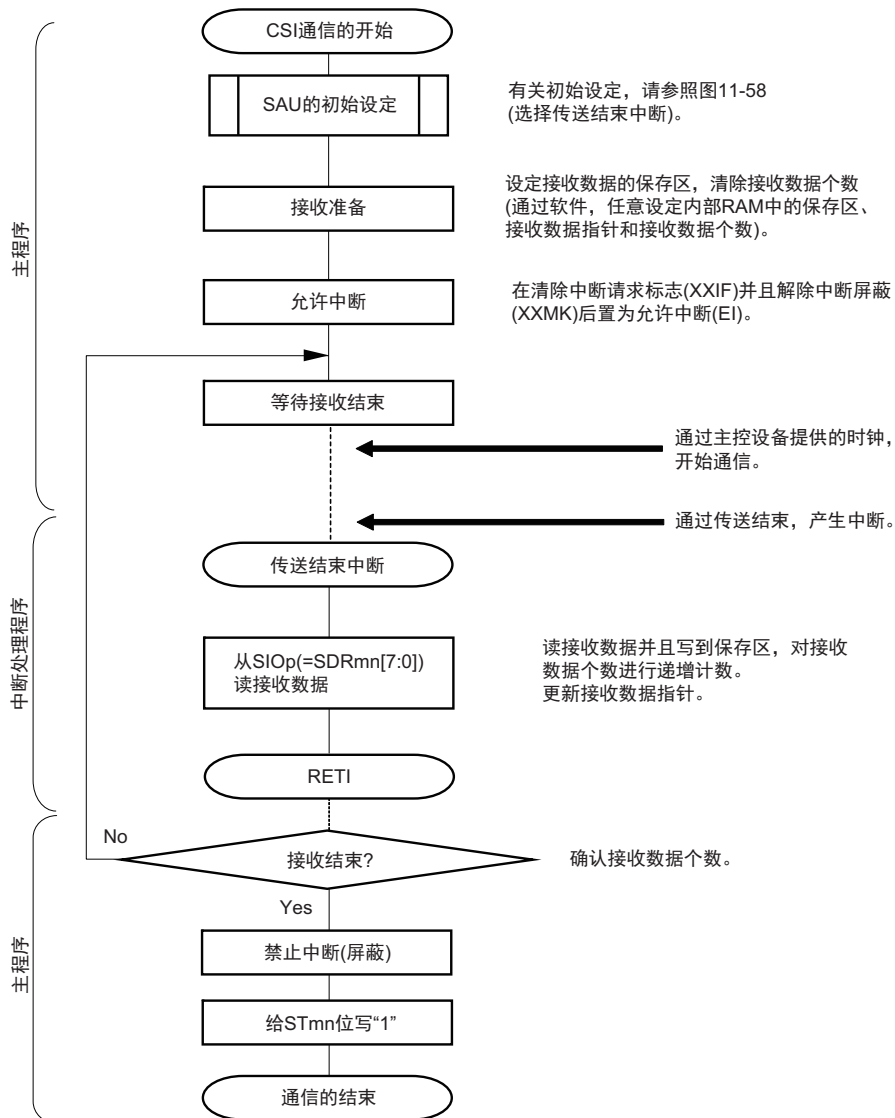 CSI通信的开始
主程序
SAU的初始设定
有关初始设定，请参照图11-58
(选择传送结束中断)。
接收准备
设定接收数据的保存区，清除接收数据个数
(通过软件，任意设定内部RAM中的保存区、
接收数据指针和接收数据个数)。
允许中断
在清除中断请求标志(XXIF)并且解除中断屏蔽
(XXMK)后置为允许中断(EI)。
等待接收结束
通过主控设备提供的时钟，
开始通信。
通过传送结束，产生中断。
中断处理程序
传送结束中断
从SIOp(=SDRmn[7:0])
读接收数据
读接收数据并且写到保存区，对接收
数据个数进行递增计数。
更新接收数据指针。
RETI
主程序
No
接收结束?
确认接收数据个数。
Yes
禁止中断(屏蔽)
给STmn位写“1”
通信的结束